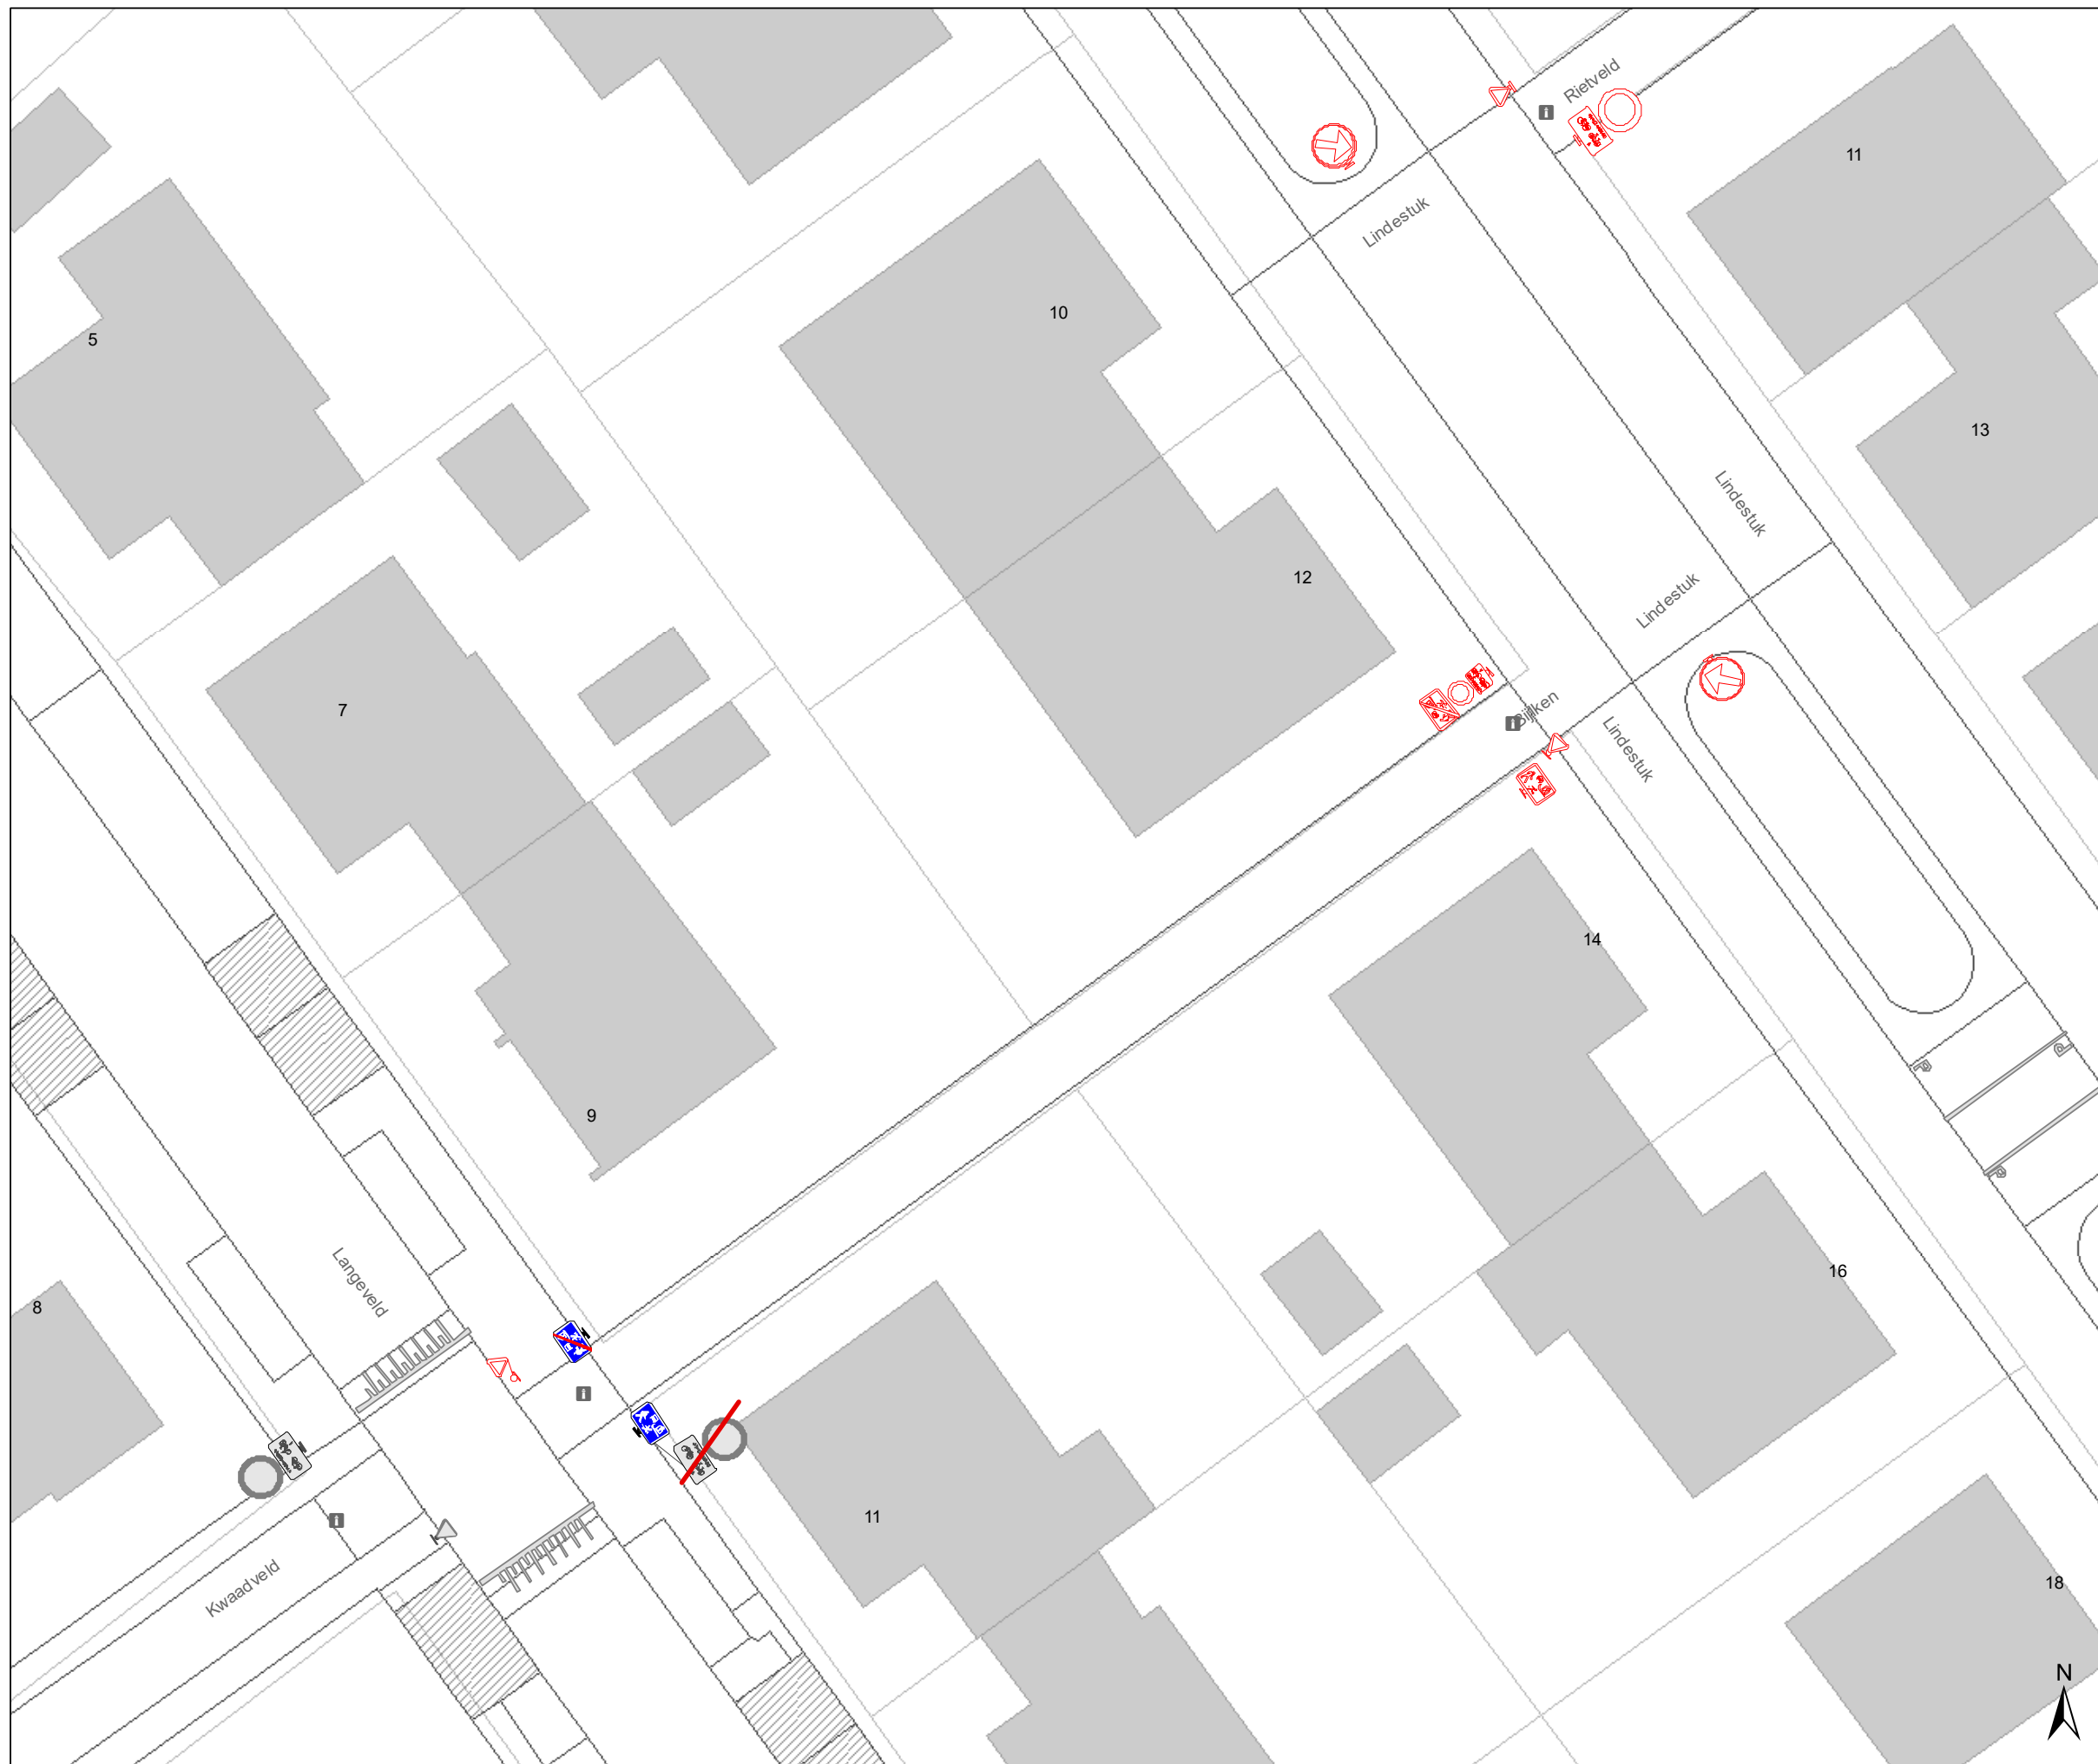 Rietveld
11
Lindestuk
10
5
13
Lindestuk
12
Lindestuk
7
Bijken
Lindestuk
14
9
P
P
P
16
Langeveld
8
11
Kwaadveld
18
N